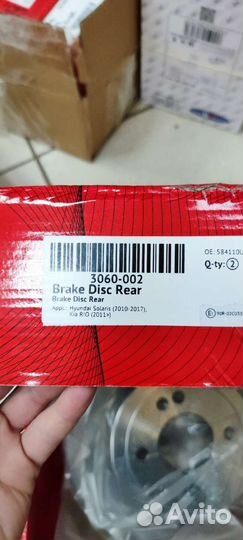 OE: 584110U
3060-002
Brake Disc Rear
Brake Disc Rear
Q-ty: 2
Appl.: Hyundai Solaris (2010-2017),
Kia RIO (2011>)
Avito